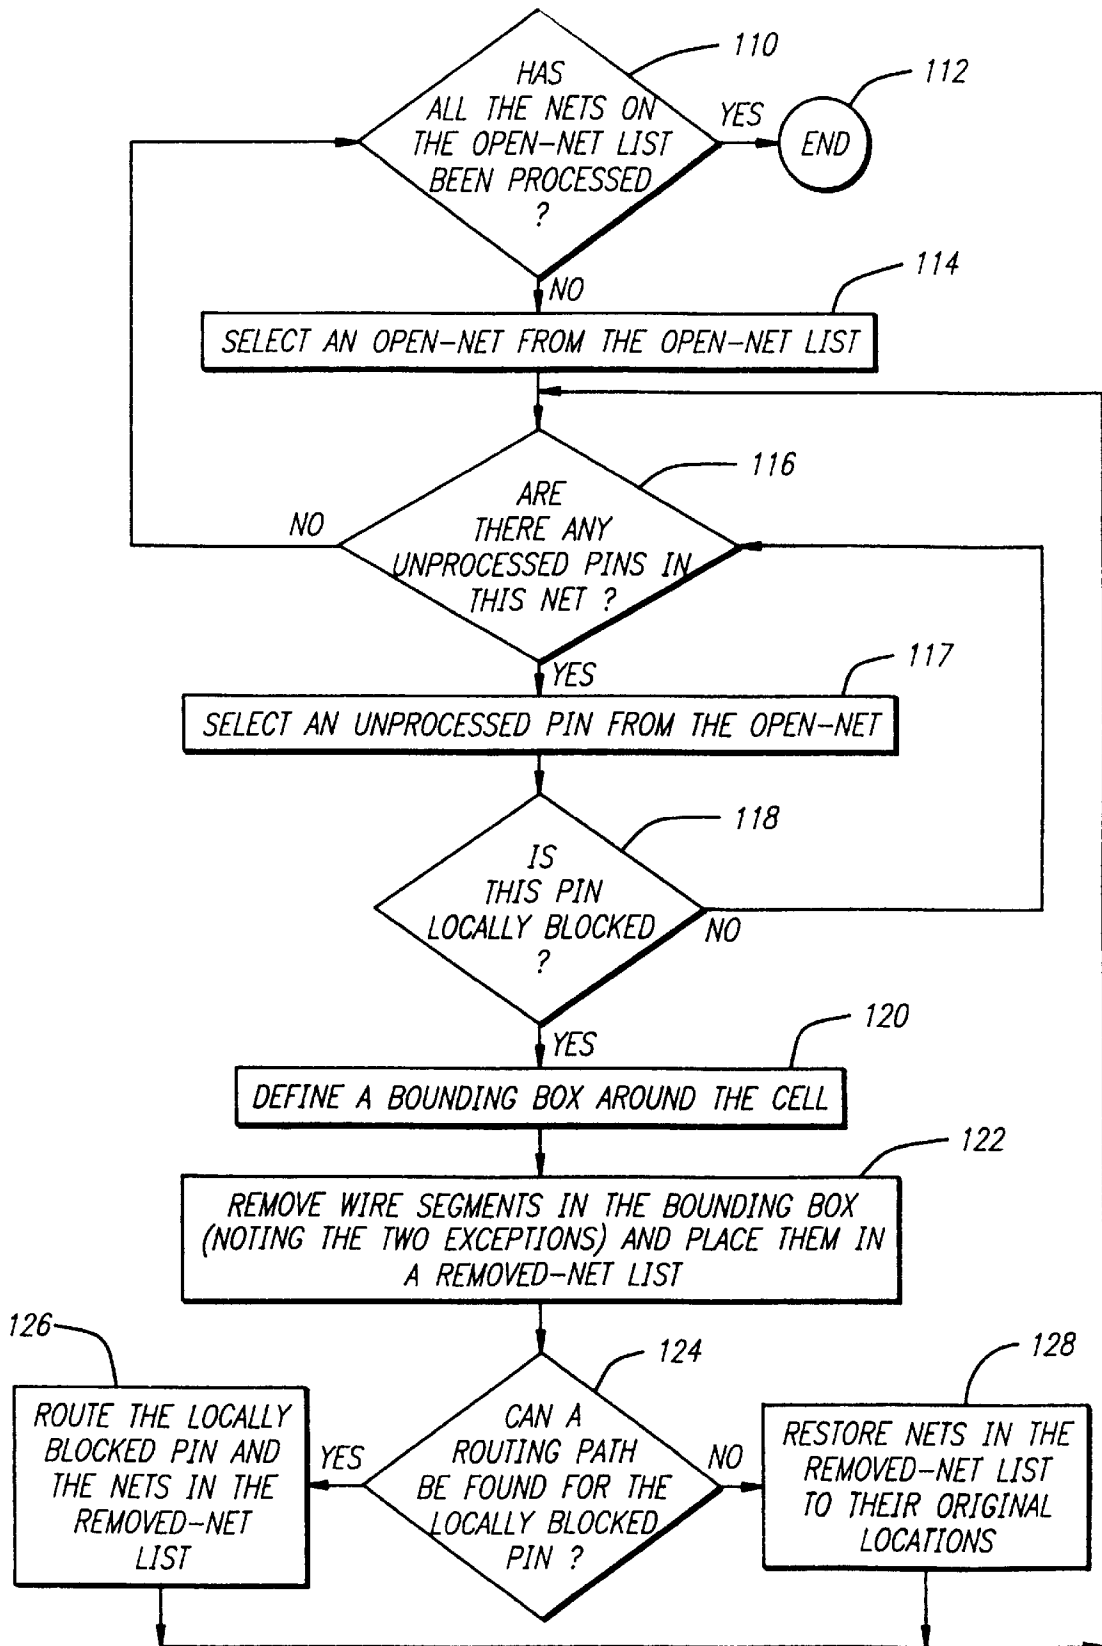 110
HAS
ALL THE NETS ON
THE OPEN-NET LIST
BEEN PROCESSED
?
YES
112
END
NO
114
SELECT AN OPEN-NET FROM THE OPEN-NET LIST
116
ARE
THERE ANY
UNPROCESSED PINS IN
THIS NET ?
NO
YES
117
SELECT AN UNPROCESSED PIN FROM THE OPEN-NET
118
IS
THIS PIN
LOCALLY BLOCKED
?
NO
YES
120
DEFINE A BOUNDING BOX AROUND THE CELL
122
REMOVE WIRE SEGMENTS IN THE BOUNDING BOX
(NOTING THE TWO EXCEPTIONS) AND PLACE THEM IN
A REMOVED-NET LIST
124
CAN A
ROUTING PATH
BE FOUND FOR THE
LOCALLY BLOCKED
PIN ?
YES
126
ROUTE THE LOCALLY
BLOCKED PIN AND
THE NETS IN THE
REMOVED-NET
LIST
NO
128
RESTORE NETS IN THE
REMOVED-NET LIST
TO THEIR ORIGINAL
LOCATIONS